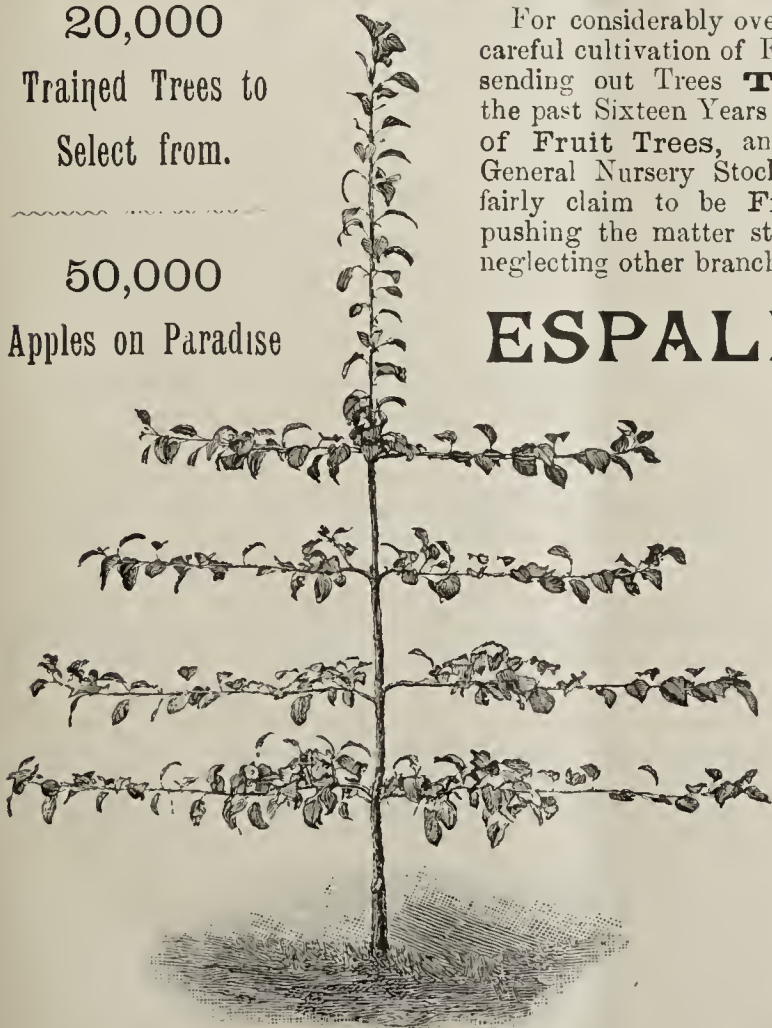 20,000
Trained Trees to
Select from.
50,000
Apples on Paradise
For considerably ove
careful cultivation of F
sending out Trees T
the past Sixteen Years
of Fruit Trees, an
General Nursery Stock
fairly claim to be Fi
pushing the matter st
neglecting other branch
ESPALI